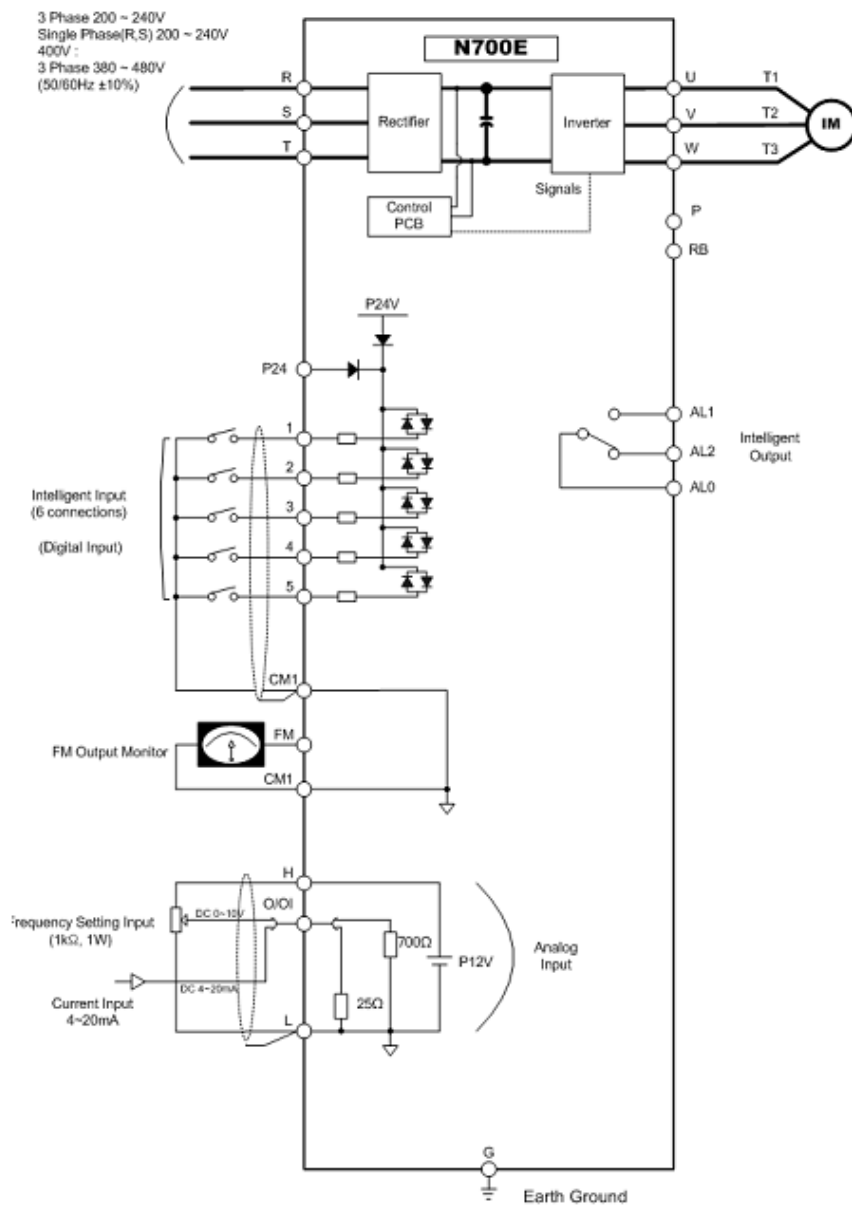 3 Phase 200 ~ 240V
Single Phase(R,S) 200 ~ 240V
400V :
3 Phase 380 ~ 480V
(50/60Hz ±10%)
N700E
R
S
T
Rectifier
Inverter
U
V
W
T1
T2
T3
IM
Signals
Control
PCB
P
RB
P24V
P24
1
2
3
4
5
Intelligent Input
(6 connections)
(Digital Input)
AL1
AL2
AL0
Intelligent
Output
CM1
FM Output Monitor
FM
CM1
H
O/OI
DC 0~10V
Frequency Setting Input
(1kΩ, 1W)
700Ω
P12V
Analog
Input
DC 4~20mA
Current Input
4~20mA
25Ω
L
G
Earth Ground